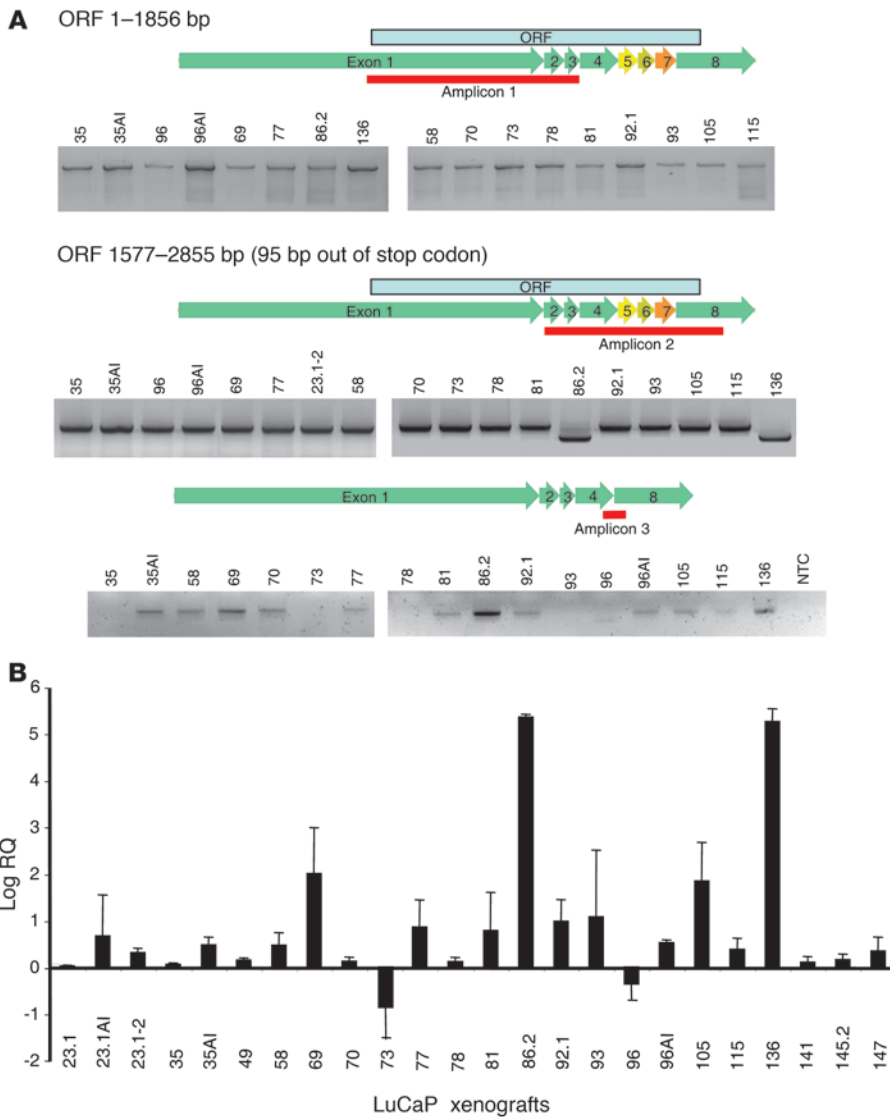 A
ORF 1–1856 bp
ORF
Exon 1 2 3 4 5 6 7 8
Amplicon 1
35 35AI 96 96AI 69 77 86.2 136 58 70 73 78 81 92.1 93 105 115
ORF 1577–2855 bp (95 bp out of stop codon)
ORF
Exon 1 2 3 4 5 6 7 8
Amplicon 2
35 35AI 96 96AI 69 77 23.1-2 58 70 73 78 81 86.2 92.1 93 105 115 136
Exon 1 2 3 4 8
Amplicon 3
35 35AI 58 69 70 73 77 78 81 86.2 92.1 93 96 96AI 105 115 136 NTC
B
6
5
4
3
2
1
0
-1
-2
Log RQ
23.1 23.1AI 23.1-2 35 35AI 49 58 69 70 73 77 78 81 86.2 92.1 93 96 96AI 105 115 136 141 145.2 147
LuCaP xenografts